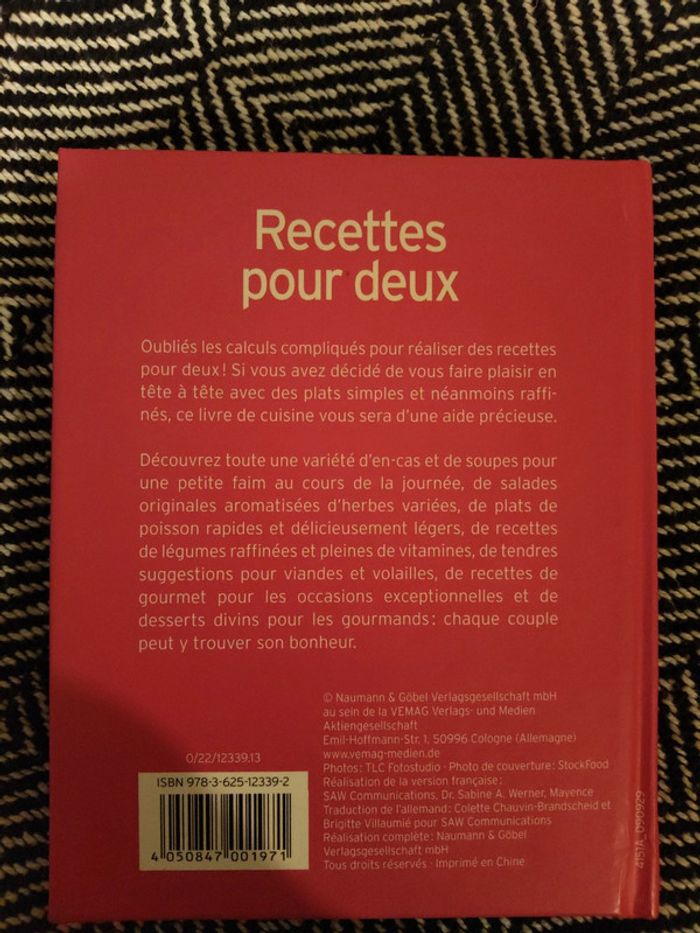 Recettes
pour deux
Oubliés les calculs compliqués pour réaliser des recettes
pour deux! Si vous avez décidé de vous faire plaisir en
tête à tête avec des plats simples et néanmoins raffi-
nés, ce livre de cuisine vous sera d'une aide précieuse.
Découvrez toute une variété d'en-cas et de soupes pour
une petite faim au cours de la journée, de salades
originales aromatisées d'herbes variées, de plats de
poisson rapides et délicieusement légers, de recettes
de légumes raffinées et pleines de vitamines, de tendres
suggestions pour viandes et volailles, de recettes de
gourmet pour les occasions exceptionnelles et de
desserts divins pour les gourmands: chaque couple
peut y trouver son bonheur.
© Naumann & Göbel Verlagsgesellschaft mbH
au sein de la VEMAG Verlags- und Medien
Aktiengesellschaft
Emil-Hoffmann-Str. 1, 50996 Cologne (Allemagne)
www.vemag-medien.de
Photos: TLC Fotostudio · Photo de couverture: StockFood
Réalisation de la version française:
SAW Communications, Dr. Sabine A. Werner, Mayence
Traduction de l'allemand: Colette Chauvin-Brandscheid et
Brigitte Villaumié pour SAW Communications
Réalisation complète: Naumann & Göbel
Verlagsgesellschaft mbH
Tous droits réservés · Imprimé en Chine
0/22/12339.13
ISBN 978-3-625-12339-2
4 050847 001971
4151A_090929